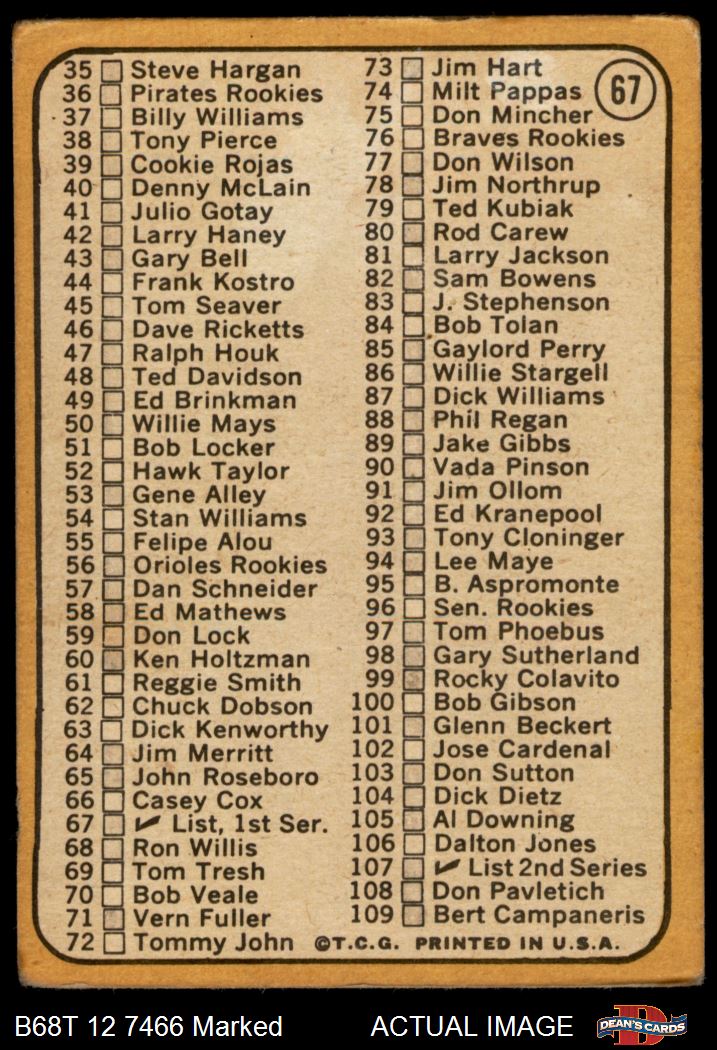 35 Steve Hargan
36 Pirates Rookies
37 Billy Williams
38 Tony Pierce
39 Cookie Rojas
40 Denny McLain
41 Julio Gotay
42 Larry Haney
43 Gary Bell
44 Frank Kostro
45 Tom Seaver
46 Dave Ricketts
47 Ralph Houk
48 Ted Davidson
49 Ed Brinkman
50 Willie Mays
51 Bob Locker
52 Hawk Taylor
53 Gene Alley
54 Stan Williams
55 Felipe Alou
56 Orioles Rookies
57 Dan Schneider
58 Ed Mathews
59 Don Lock
60 Ken Holtzman
61 Reggie Smith
62 Chuck Dobson
63 Dick Kenworthy
64 Jim Merritt
65 John Roseboro
66 Casey Cox
67 ✓ List, 1st Ser.
68 Ron Willis
69 Tom Tresh
70 Bob Veale
71 Vern Fuller
72 Tommy John
73 Jim Hart
74 Milt Pappas
75 Don Mincher
76 Braves Rookies
77 Don Wilson
78 Jim Northrup
79 Ted Kubiak
80 Rod Carew
81 Larry Jackson
82 Sam Bowens
83 J. Stephenson
84 Bob Tolan
85 Gaylord Perry
86 Willie Stargell
87 Dick Williams
88 Phil Regan
89 Jake Gibbs
90 Vada Pinson
91 Jim Ollom
92 Ed Kranepool
93 Tony Cloninger
94 Lee Maye
95 B. Aspromonte
96 Sen. Rookies
97 Tom Phoebus
98 Gary Sutherland
99 Rocky Colavito
100 Bob Gibson
101 Glenn Beckert
102 Jose Cardenal
103 Don Sutton
104 Dick Dietz
105 Al Downing
106 Dalton Jones
107 ✓ List 2nd Series
108 Don Pavletich
109 Bert Campaneris
67
©T.C.G. PRINTED IN U.S.A.
B68T 12 7466 Marked
ACTUAL IMAGE
DEAN'S CARDS